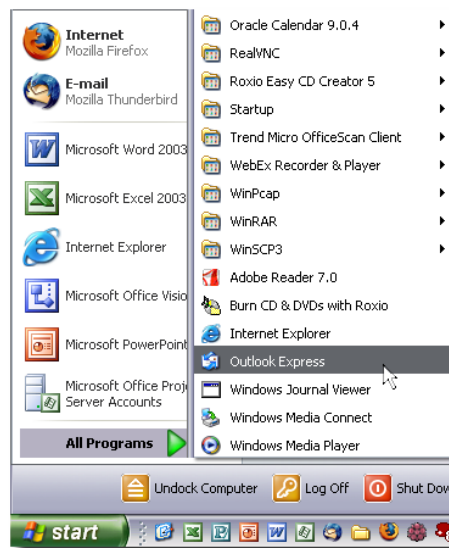 Internet
Mozilla Firefox
E-mail
Mozilla Thunderbird
Microsoft Word 2003
Microsoft Excel 2003
Internet Explorer
Microsoft Office Visio
Microsoft PowerPoint
Microsoft Office Proj
Server Accounts
All Programs
Oracle Calendar 9.0.4
RealVNC
Roxio Easy CD Creator 5
Startup
Trend Micro OfficeScan Client
WebEx Recorder & Player
WinPcap
WinRAR
WinSCP3
Adobe Reader 7.0
Burn CD & DVDs with Roxio
Internet Explorer
Outlook Express
Windows Journal Viewer
Windows Media Connect
Windows Media Player
Undock Computer
Log Off
Shut Dow
start